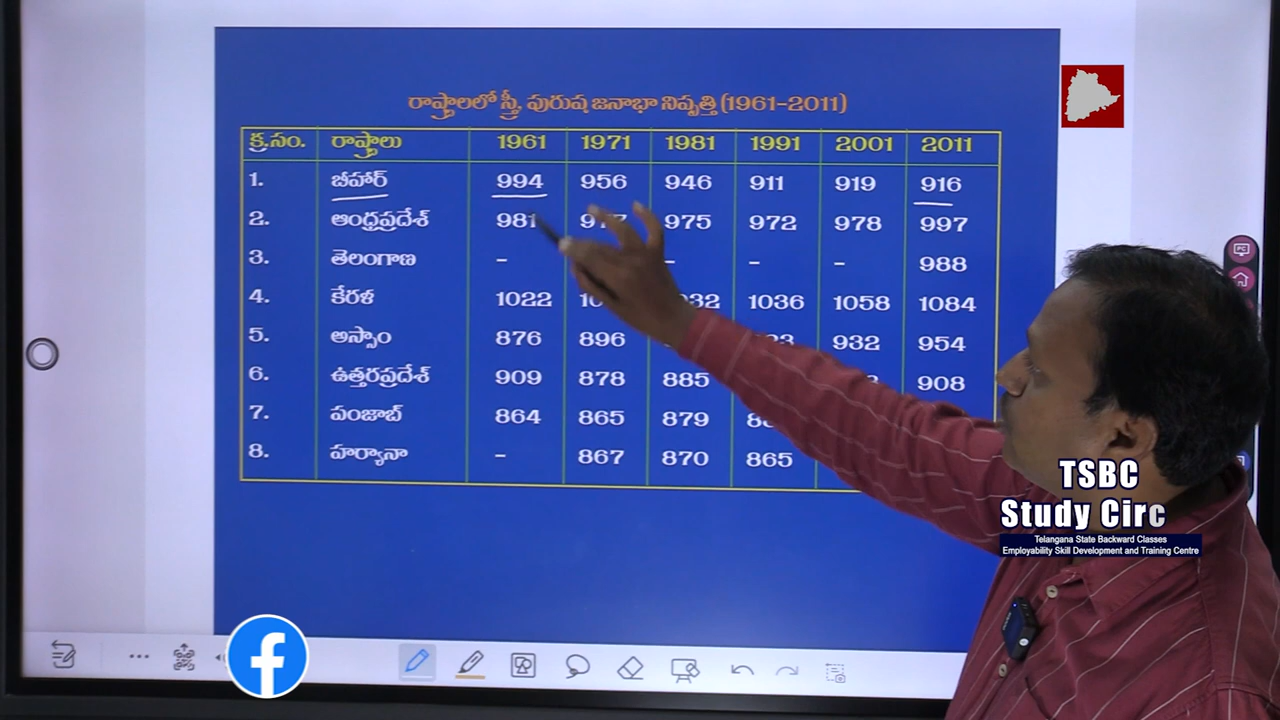 రాష్ట్రాలలో స్త్రీ, పురుష జనాభా నిష్పత్తి (1961-2011)
క్ర.సం. రాష్ట్రాలు 1961 1971 1981 1991 2001 2011
1. బీహార్ 994 956 946 911 919 916
2. ఆంధ్రప్రదేశ్ 981 975 972 978 997
3. తెలంగాణ - - - 988
4. కేరళ 1022 1036 1058 1084
5. అస్సాం 876 896 932 954
6. ఉత్తరప్రదేశ్ 909 878 885 908
7. పంజాబ్ 864 865 879
8. హర్యానా - 867 870 865
TSBC
Study Circ
Telangana State Backward Classes
Employability Skill Development and Training Centre